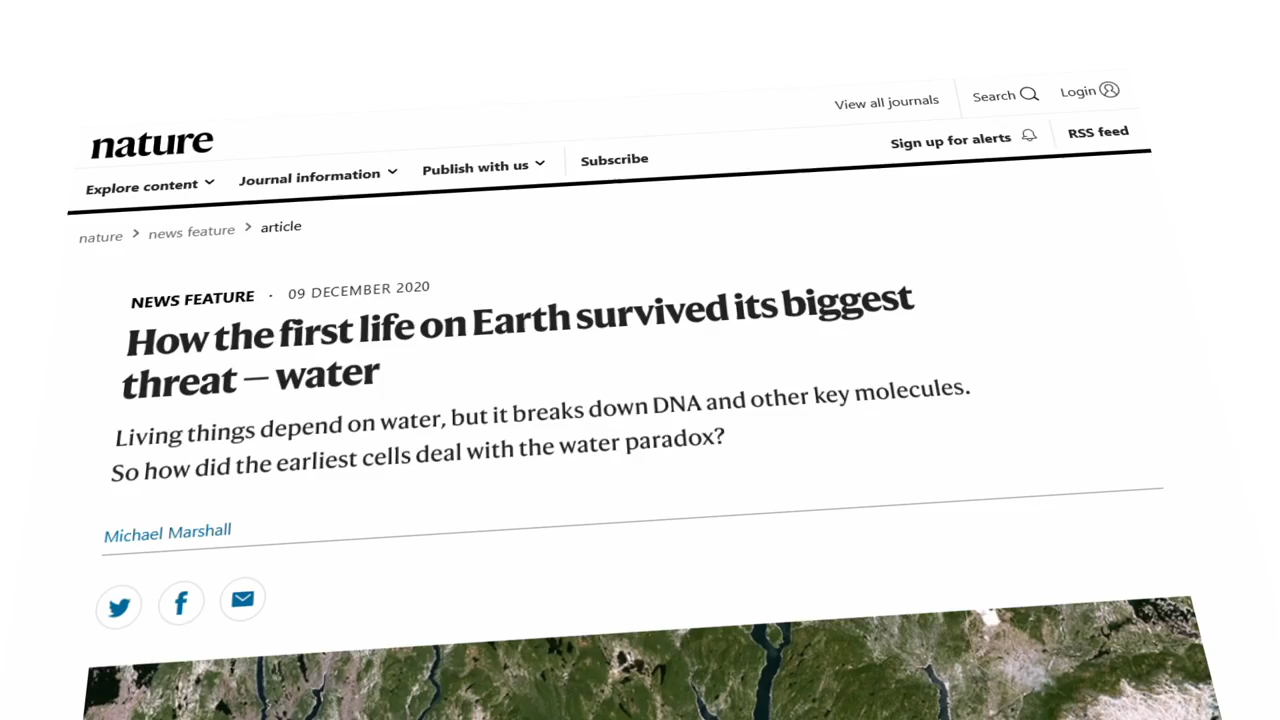 View all journals Search Login
nature
Explore content Journal information Publish with us Subscribe Sign up for alerts RSS feed
nature > news feature > article
NEWS FEATURE · 09 DECEMBER 2020
How the first life on Earth survived its biggest
threat — water
Living things depend on water, but it breaks down DNA and other key molecules.
So how did the earliest cells deal with the water paradox?
Michael Marshall